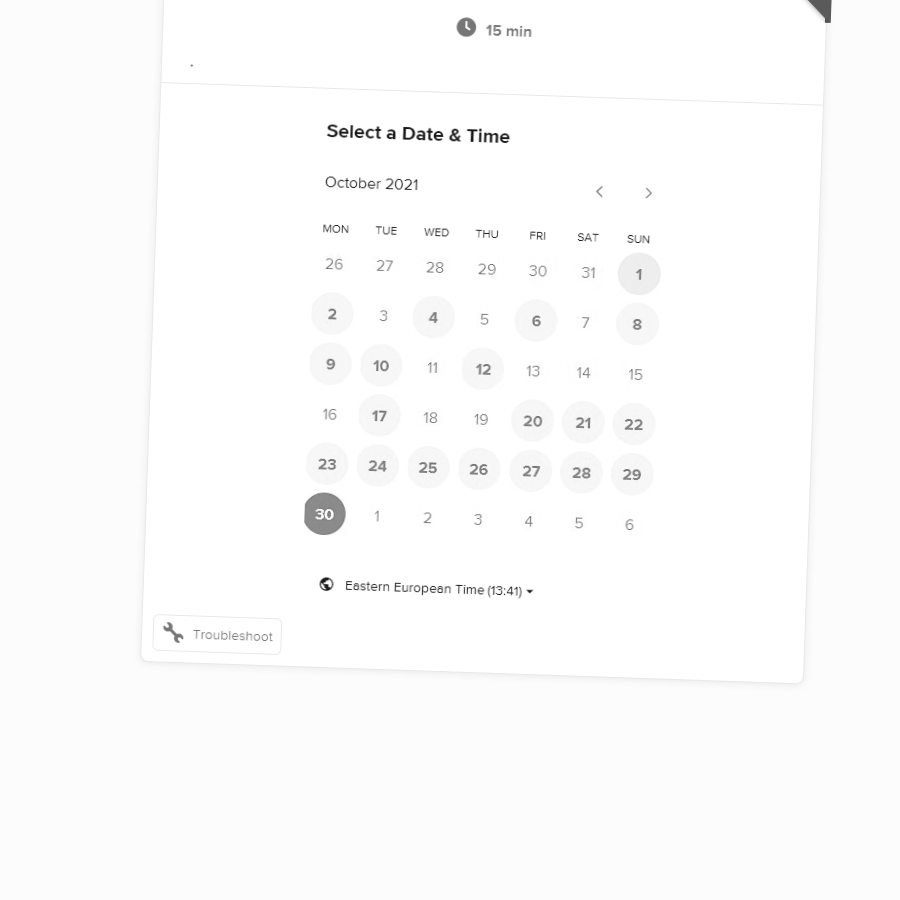 15 min
.
Select a Date & Time
October 2021
MON TUE WED THU FRI SAT SUN
26 27 28 29 30 31 1
2 3 4 5 6 7 8
9 10 11 12 13 14 15
16 17 18 19 20 21 22
23 24 25 26 27 28 29
30 1 2 3 4 5 6
Eastern European Time (13:41)
Troubleshoot